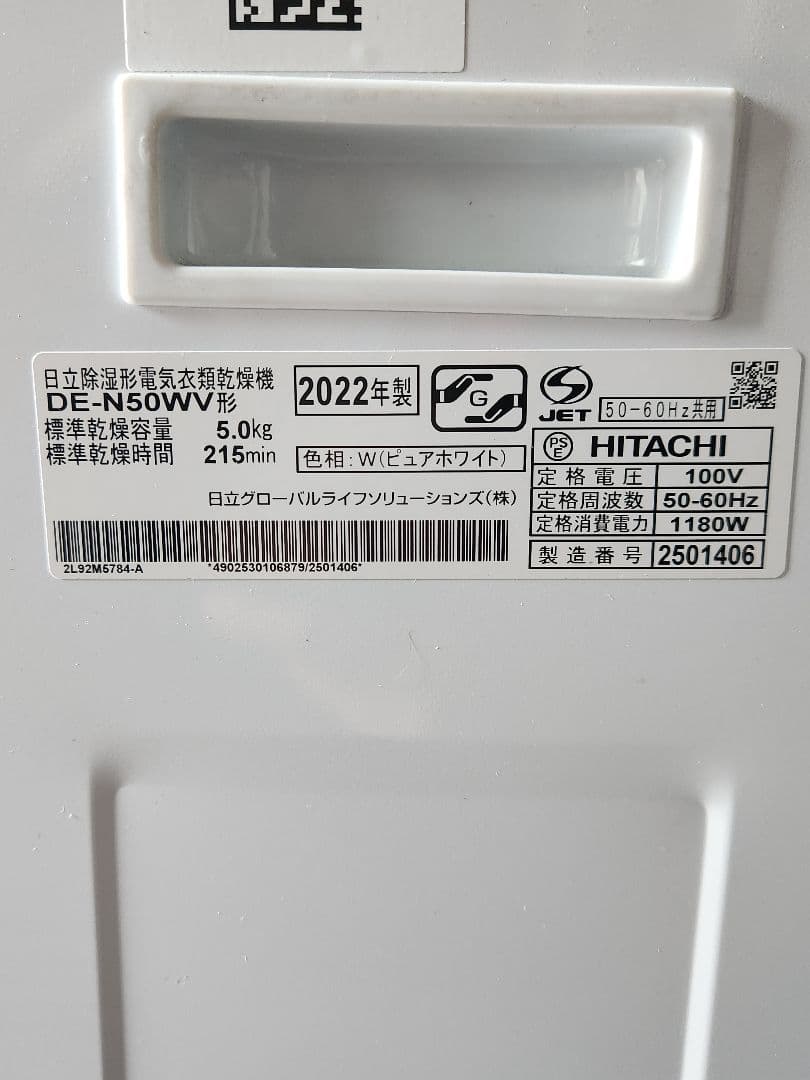 日立除湿形電気衣類乾燥機
DE-N50WV形
標準乾燥容量 5.0kg
標準乾燥時間 215min
2022年製
G
JET
50-60Hz共用
色相:W(ピュアホワイト)
日立グローバルライフソリューションズ(株)
PS
E
HITACHI
定格電圧 100V
定格周波数 50-60Hz
定格消費電力 1180W
製造番号 2501406
2L92M5784-A
*4902530106879/2501406*